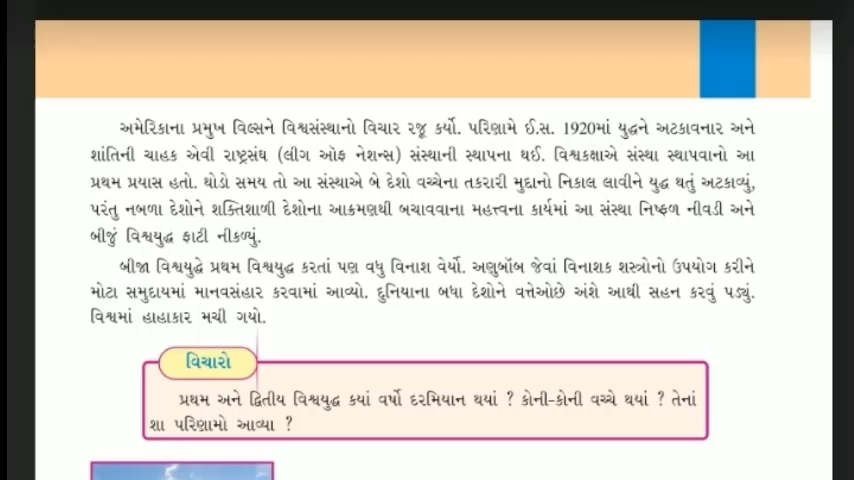 અમેરિકાના પ્રમુખ વિલ્સને વિશ્વસંસ્થાનો વિચાર રજૂ કર્યો. પરિણામે ઈ.સ. 1920માં યુદ્ધને અટકાવનાર અને
શાંતિની ચાહક એવી રાષ્ટ્રસંઘ (લીગ ઑફ નેશન્સ) સંસ્થાની સ્થાપના થઈ. વિશ્વકક્ષાએ સંસ્થા સ્થાપવાનો આ
પ્રથમ પ્રયાસ હતો. થોડો સમય તો આ સંસ્થાએ બે દેશો વચ્ચેના તકરારી મુદ્દાનો નિકાલ લાવીને યુદ્ધ થતું અટકાવ્યું,
પરંતુ નબળા દેશોને શક્તિશાળી દેશોના આક્રમણથી બચાવવાના મહત્ત્વના કાર્યમાં આ સંસ્થા નિષ્ફળ નીવડી અને
બીજું વિશ્વયુદ્ધ ફાટી નીકળ્યું.
બીજા વિશ્વયુદ્ધે પ્રથમ વિશ્વયુદ્ધ કરતાં પણ વધુ વિનાશ વેર્યો. અણુબૉંબ જેવાં વિનાશક શસ્ત્રોનો ઉપયોગ કરીને
મોટા સમુદાયમાં માનવસંહાર કરવામાં આવ્યો. દુનિયાના બધા દેશોને વત્તેઓછે અંશે આથી સહન કરવું પડ્યું.
વિશ્વમાં હાહાકાર મચી ગયો.
વિચારો
પ્રથમ અને દ્વિતીય વિશ્વયુદ્ધ કયાં વર્ષો દરમિયાન થયાં ? કોની-કોની વચ્ચે થયાં ? તેનાં
શા પરિણામો આવ્યા ?